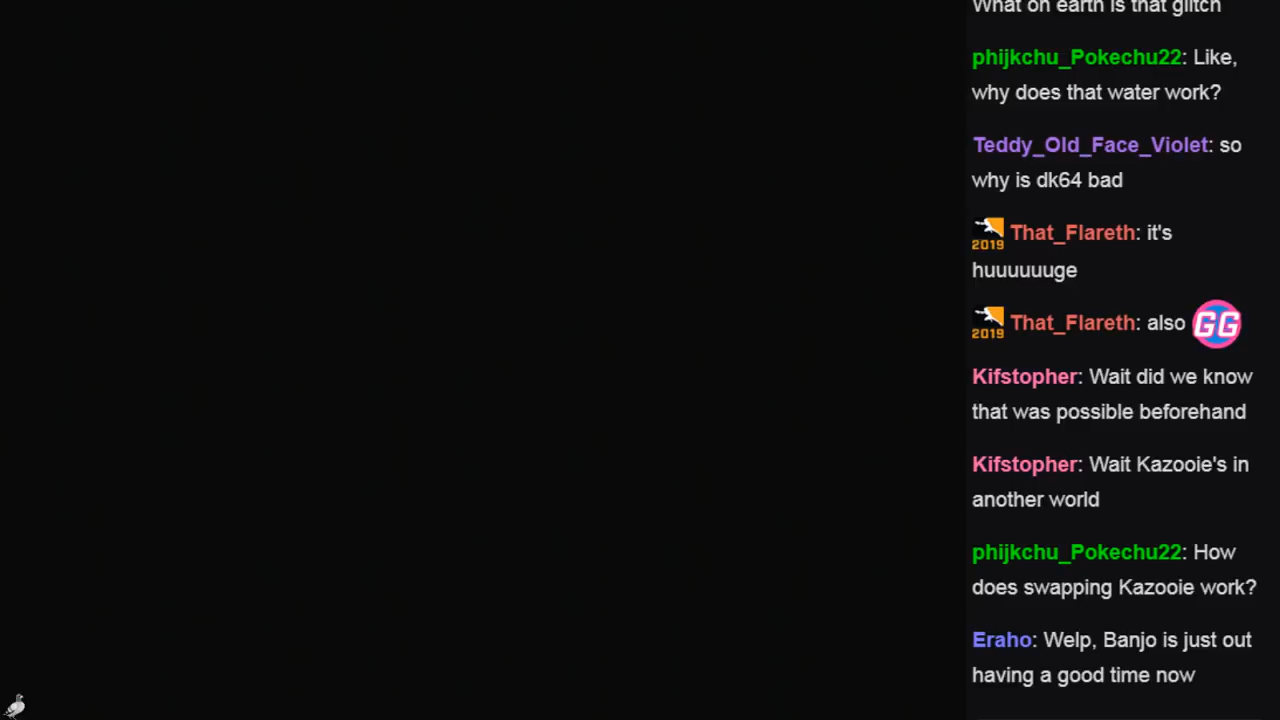 What on earth is that glitch
phijkchu_Pokechu22: Like,
why does that water work?
Teddy_Old_Face_Violet: so
why is dk64 bad
2019 That_Flareth: it's
huuuuuuge
2019 That_Flareth: also GG
Kifstopher: Wait did we know
that was possible beforehand
Kifstopher: Wait Kazooie's in
another world
phijkchu_Pokechu22: How
does swapping Kazooie work?
Eraho: Welp, Banjo is just out
having a good time now